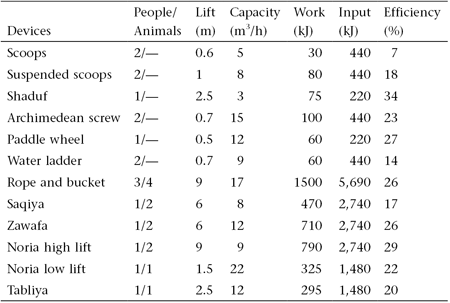 People/ Lift Capacity Work Input Efficiency
Devices Animals (m) (m³/h) (kJ) (kJ) (%)
Scoops 2/— 0.6 5 30 440 7
Suspended scoops 2/— 1 8 80 440 18
Shaduf 1/— 2.5 3 75 220 34
Archimedean screw 2/— 0.7 15 100 440 23
Paddle wheel 1/— 0.5 12 60 220 27
Water ladder 2/— 0.7 9 60 440 14
Rope and bucket 3/4 9 17 1500 5,690 26
Saqiya 1/2 6 8 470 2,740 17
Zawafa 1/2 6 12 710 2,740 26
Noria high lift 1/2 9 9 790 2,740 29
Noria low lift 1/1 1.5 22 325 1,480 22
Tabliya 1/1 2.5 12 295 1,480 20